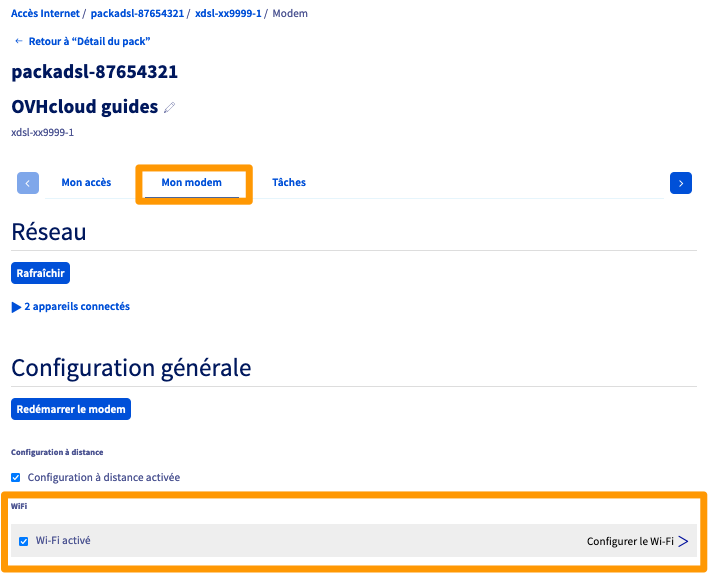 Accès Internet / packadsl-87654321 / xdsl-xx9999-1 / Modem
← Retour à “Détail du pack”
packadsl-87654321
OVHcloud guides
xdsl-xx9999-1
Mon accès Mon modem Tâches
Réseau
Rafraîchir
2 appareils connectés
Configuration générale
Redémarrer le modem
Configuration à distance
Configuration à distance activée
WiFi
Wi-Fi activé Configurer le Wi-Fi